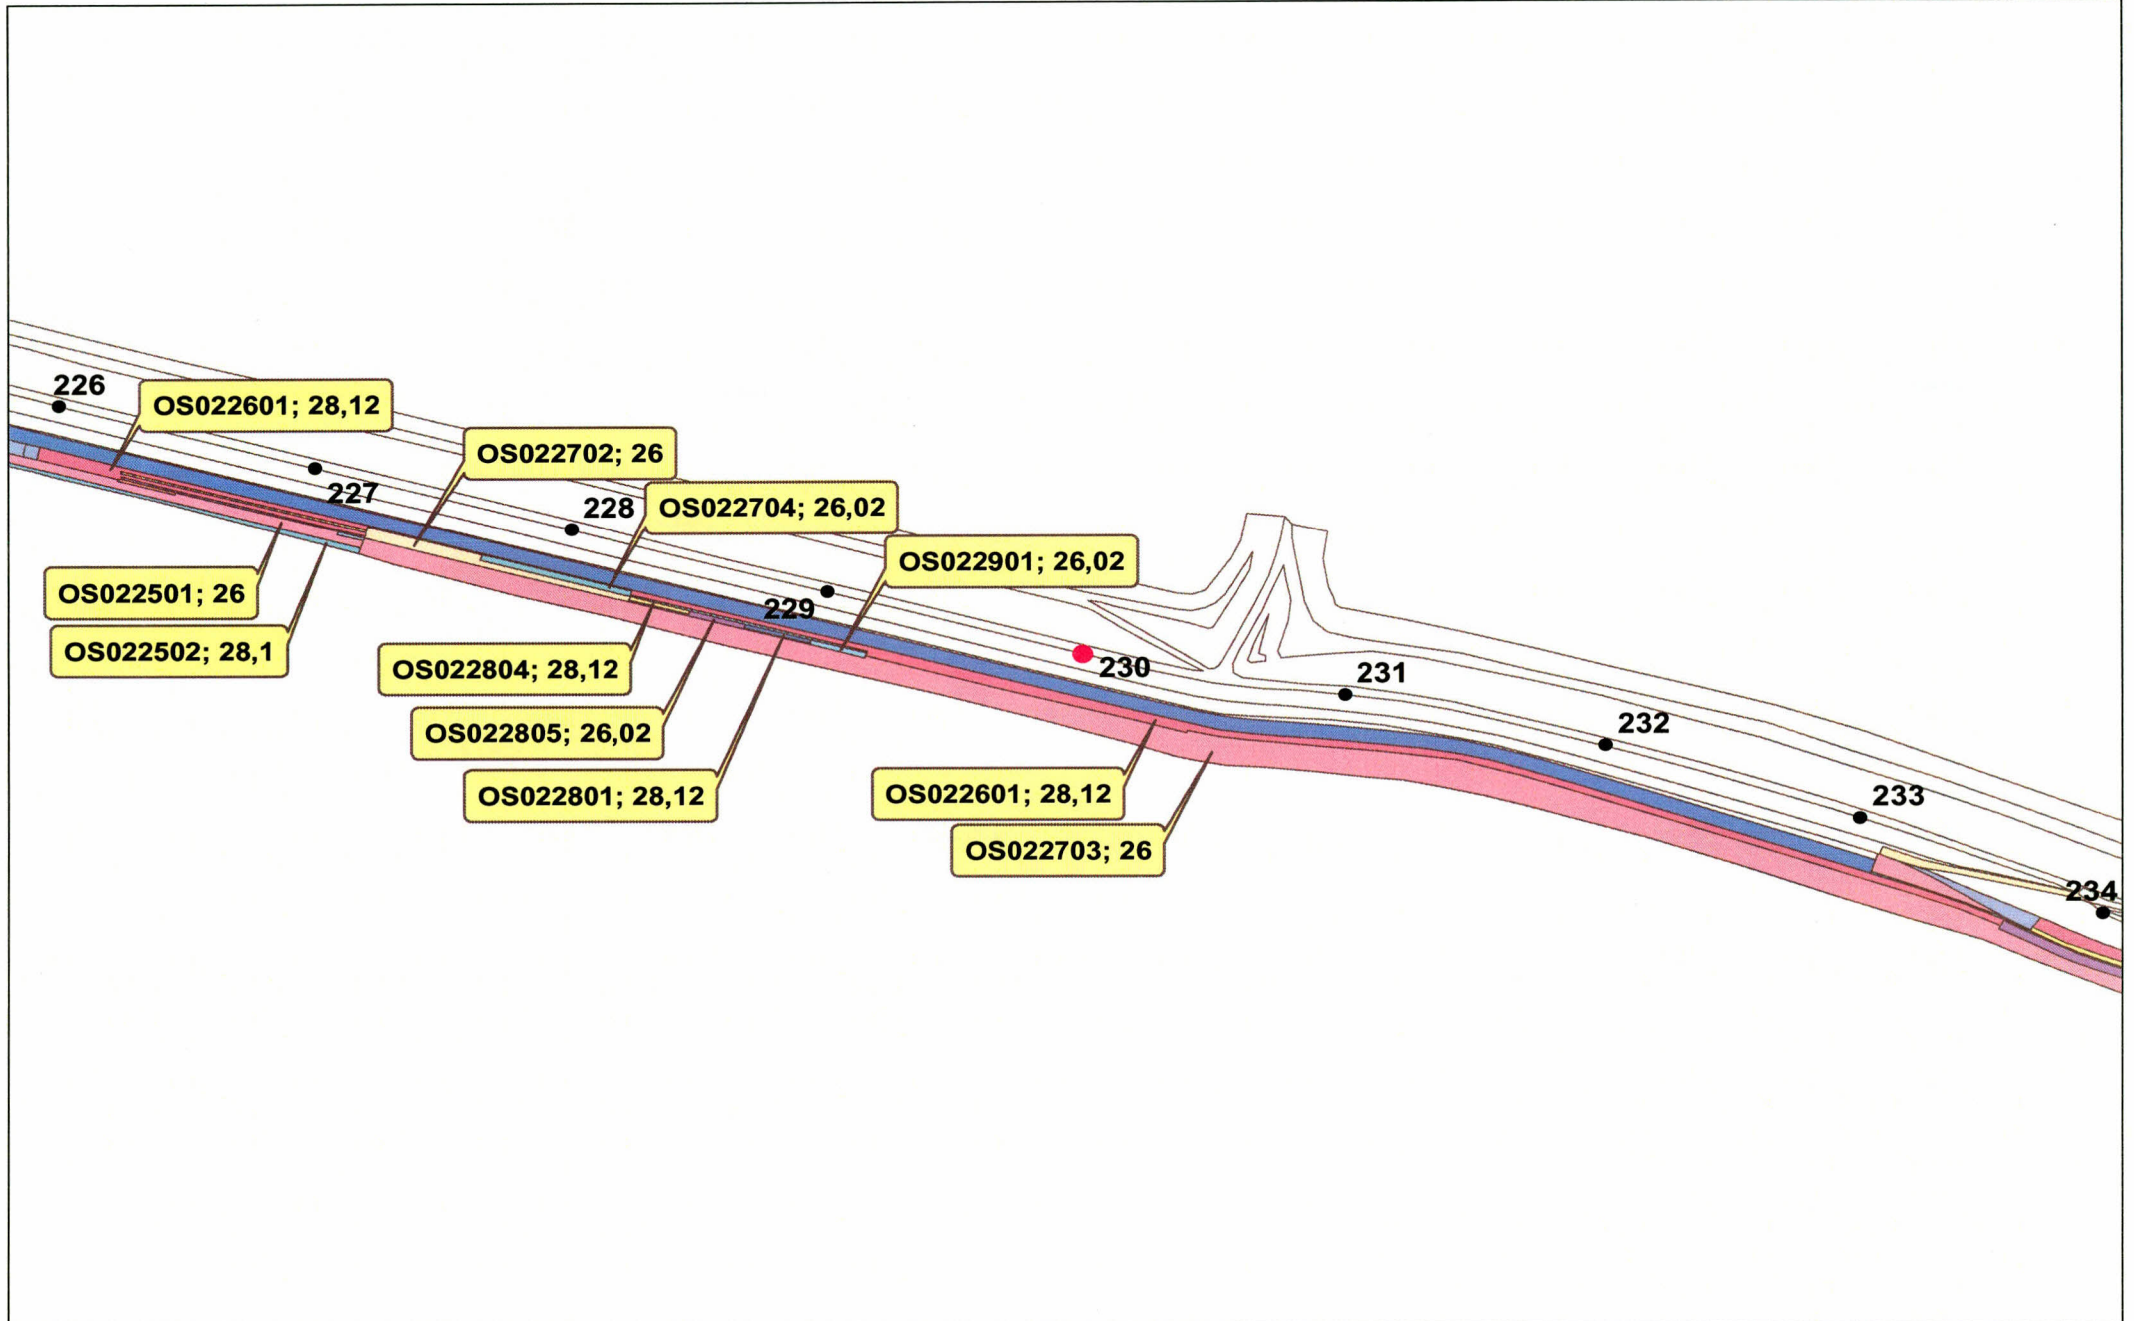 226
OS022601; 28,12
OS022702; 26
227
228
OS022704; 26,02
OS022901; 26,02
OS022501; 26
229
OS022502; 28,1
OS022804; 28,12
230
231
OS022805; 26,02
232
OS022801; 28,12
OS022601; 28,12
233
OS022703; 26
234